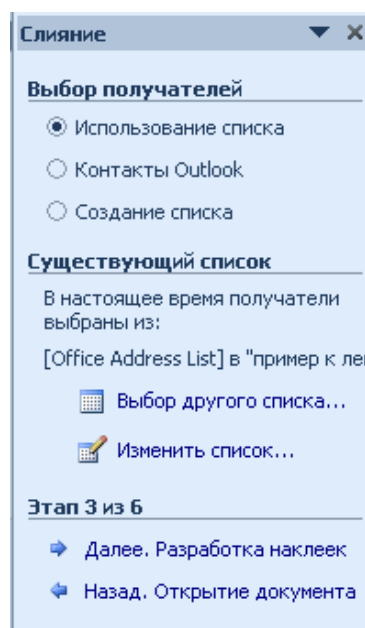 Слияние
Выбор получателей
Использование списка
Контакты Outlook
Создание списка
Существующий список
В настоящее время получатели
выбраны из:
[Office Address List] в "пример к ле
Выбор другого списка...
Изменить список...
Этап 3 из 6
Далее. Разработка наклеек
Назад. Открытие документа